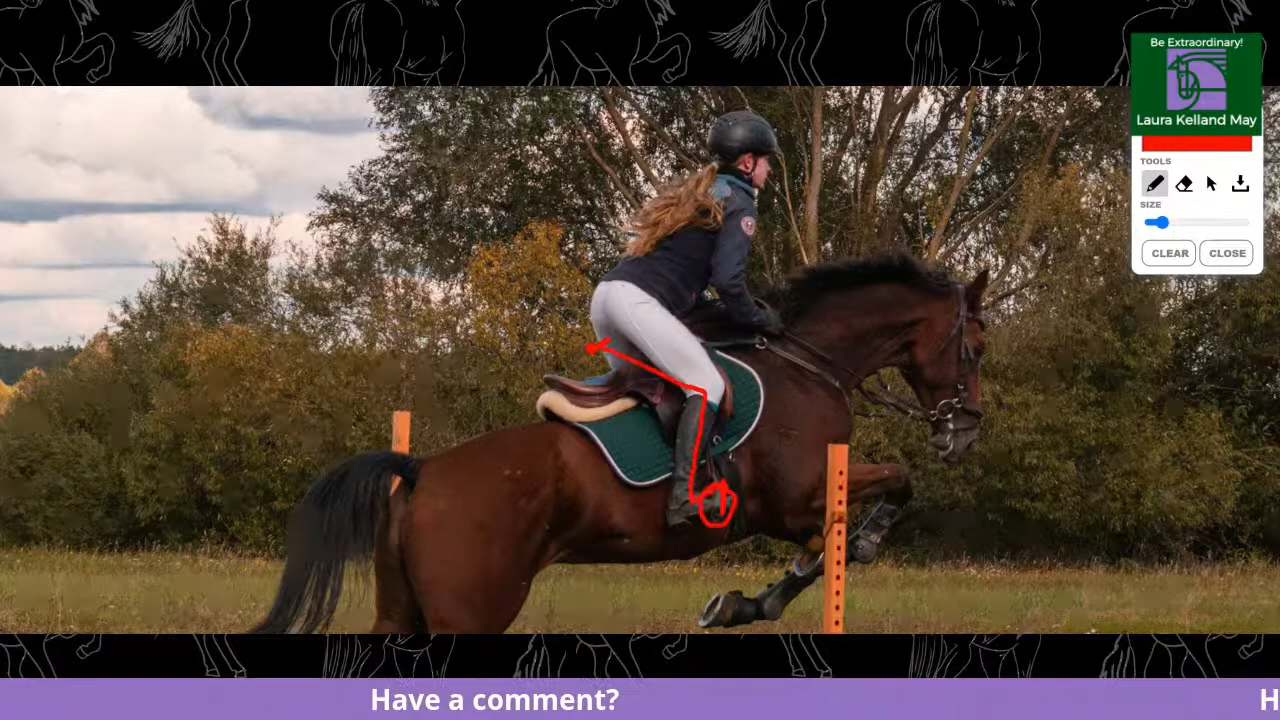 Be Extraordinary!
Laura Kelland May
TOOLS
SIZE
CLEAR CLOSE
Have a comment?
H